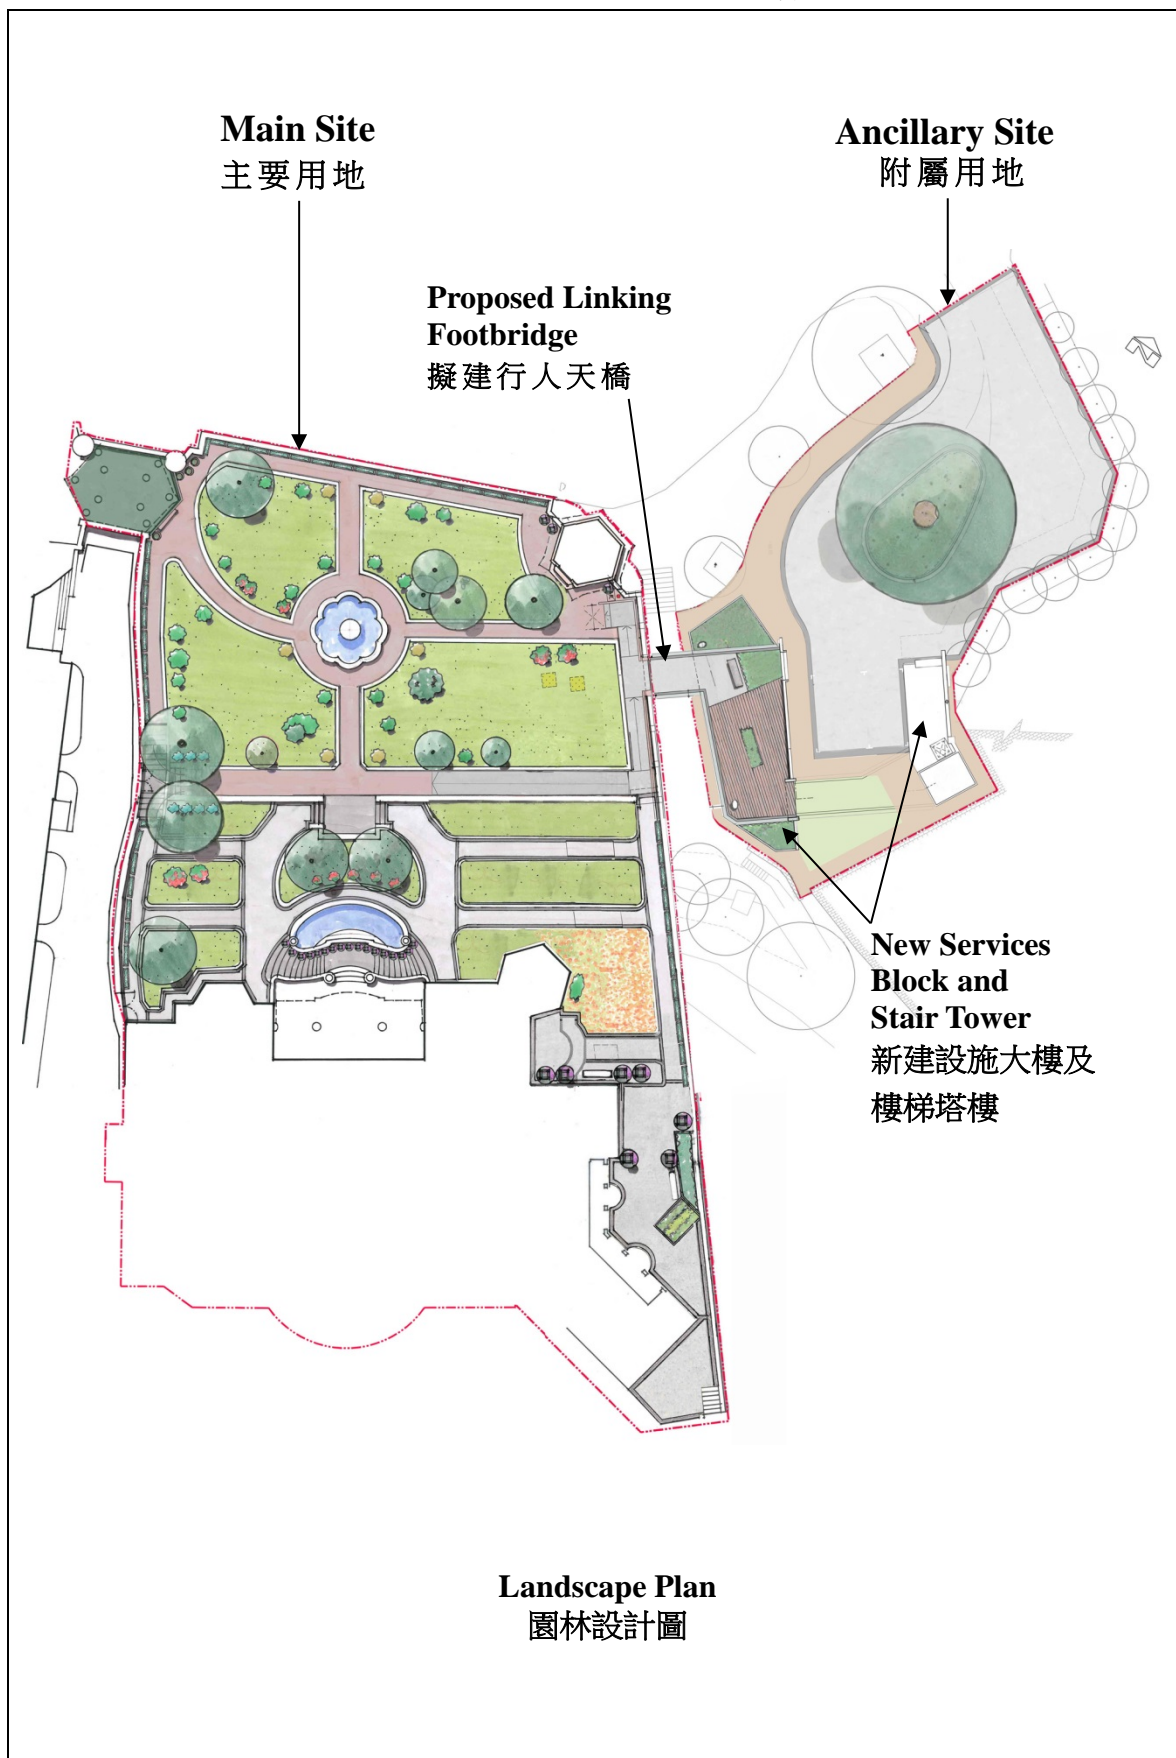 Main Site
主要用地
Ancillary Site
附屬用地
Proposed Linking
Footbridge
擬建行人天橋
New Services
Block and
Stair Tower
新建設施大樓及
樓梯塔樓
Landscape Plan
園林設計圖